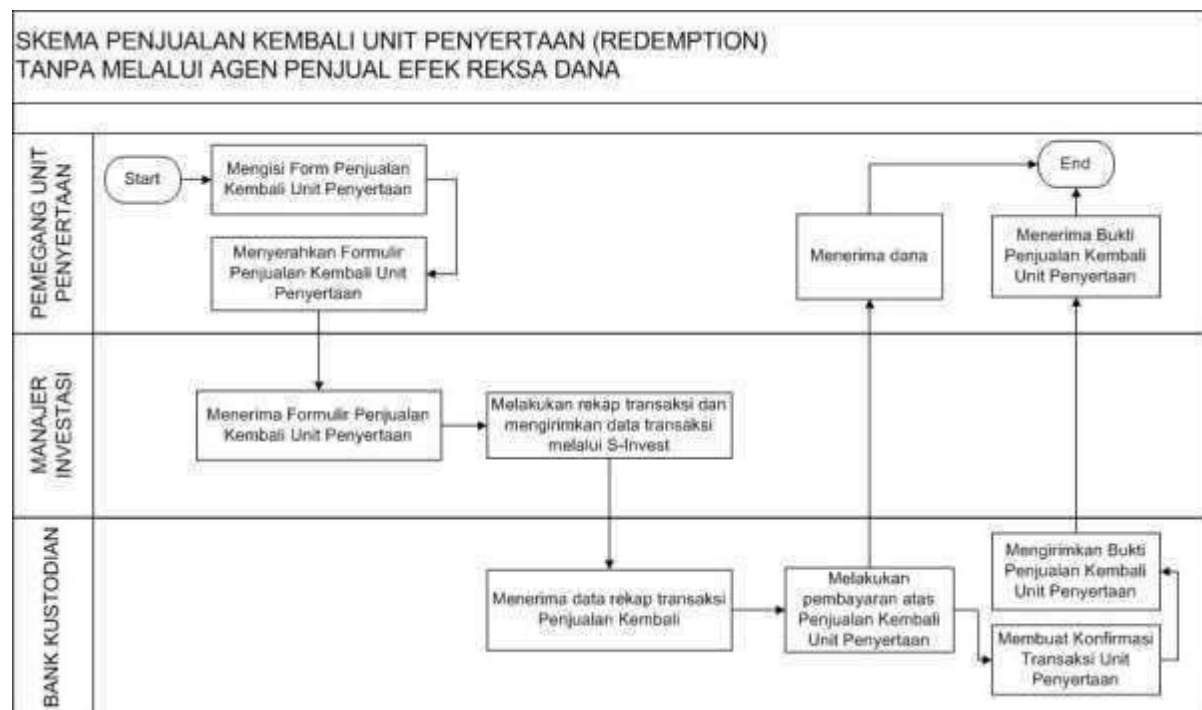 SKEMA PENJUALAN KEMBALI UNIT PENYERTAAN (REDEMPTION)
TANPA MELALUI AGEN PENJUAL EFEK REKSA DANA
PEMEGANG UNIT
PENYERTAAN
Start
Mengisi Form Penjualan
Kembali Unit Penyertaan
Menyerahkan Formulir
Penjualan Kembali Unit
Penyertaan
Menerima dana
End
Menerima Bukti
Penjualan Kembali
Unit Penyertaan
MANAJER
INVESTASI
Menerima Formulir Penjualan
Kembali Unit Penyertaan
Melakukan rekap transaksi dan
mengirimkan data transaksi
melalui S-Invest
BANK KUSTODIAN
Menerima data rekap transaksi
Penjualan Kembali
Melakukan
pembayaran atas
Penjualan Kembali
Unit Penyertaan
Mengirimkan Bukti
Penjualan Kembali
Unit Penyertaan
Membuat Konfirmasi
Transaksi Unit
Penyertaan